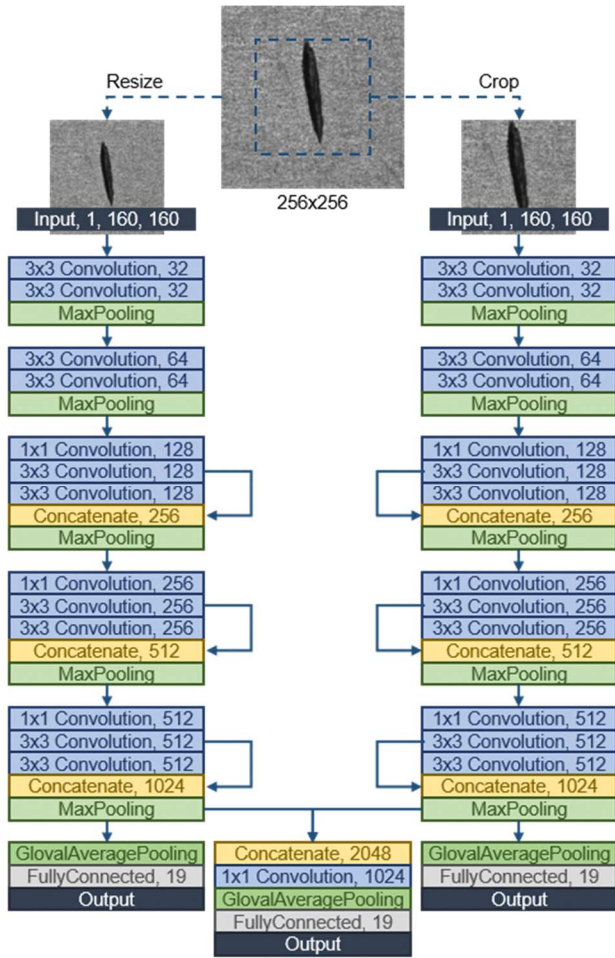 Resize
Crop
256x256
Input, 1, 160, 160
3x3 Convolution, 32
3x3 Convolution, 32
MaxPooling
3x3 Convolution, 64
3x3 Convolution, 64
MaxPooling
1x1 Convolution, 128
3x3 Convolution, 128
3x3 Convolution, 128
Concatenate, 256
MaxPooling
1x1 Convolution, 256
3x3 Convolution, 256
3x3 Convolution, 256
Concatenate, 512
MaxPooling
1x1 Convolution, 512
3x3 Convolution, 512
3x3 Convolution, 512
Concatenate, 1024
MaxPooling
GlovalAveragePooling
FullyConnected, 19
Output
Concatenate, 2048
1x1 Convolution, 1024
GlovalAveragePooling
FullyConnected, 19
Output
Input, 1, 160, 160
3x3 Convolution, 32
3x3 Convolution, 32
MaxPooling
3x3 Convolution, 64
3x3 Convolution, 64
MaxPooling
1x1 Convolution, 128
3x3 Convolution, 128
3x3 Convolution, 128
Concatenate, 256
MaxPooling
1x1 Convolution, 256
3x3 Convolution, 256
3x3 Convolution, 256
Concatenate, 512
MaxPooling
1x1 Convolution, 512
3x3 Convolution, 512
3x3 Convolution, 512
Concatenate, 1024
MaxPooling
GlovalAveragePooling
FullyConnected, 19
Output